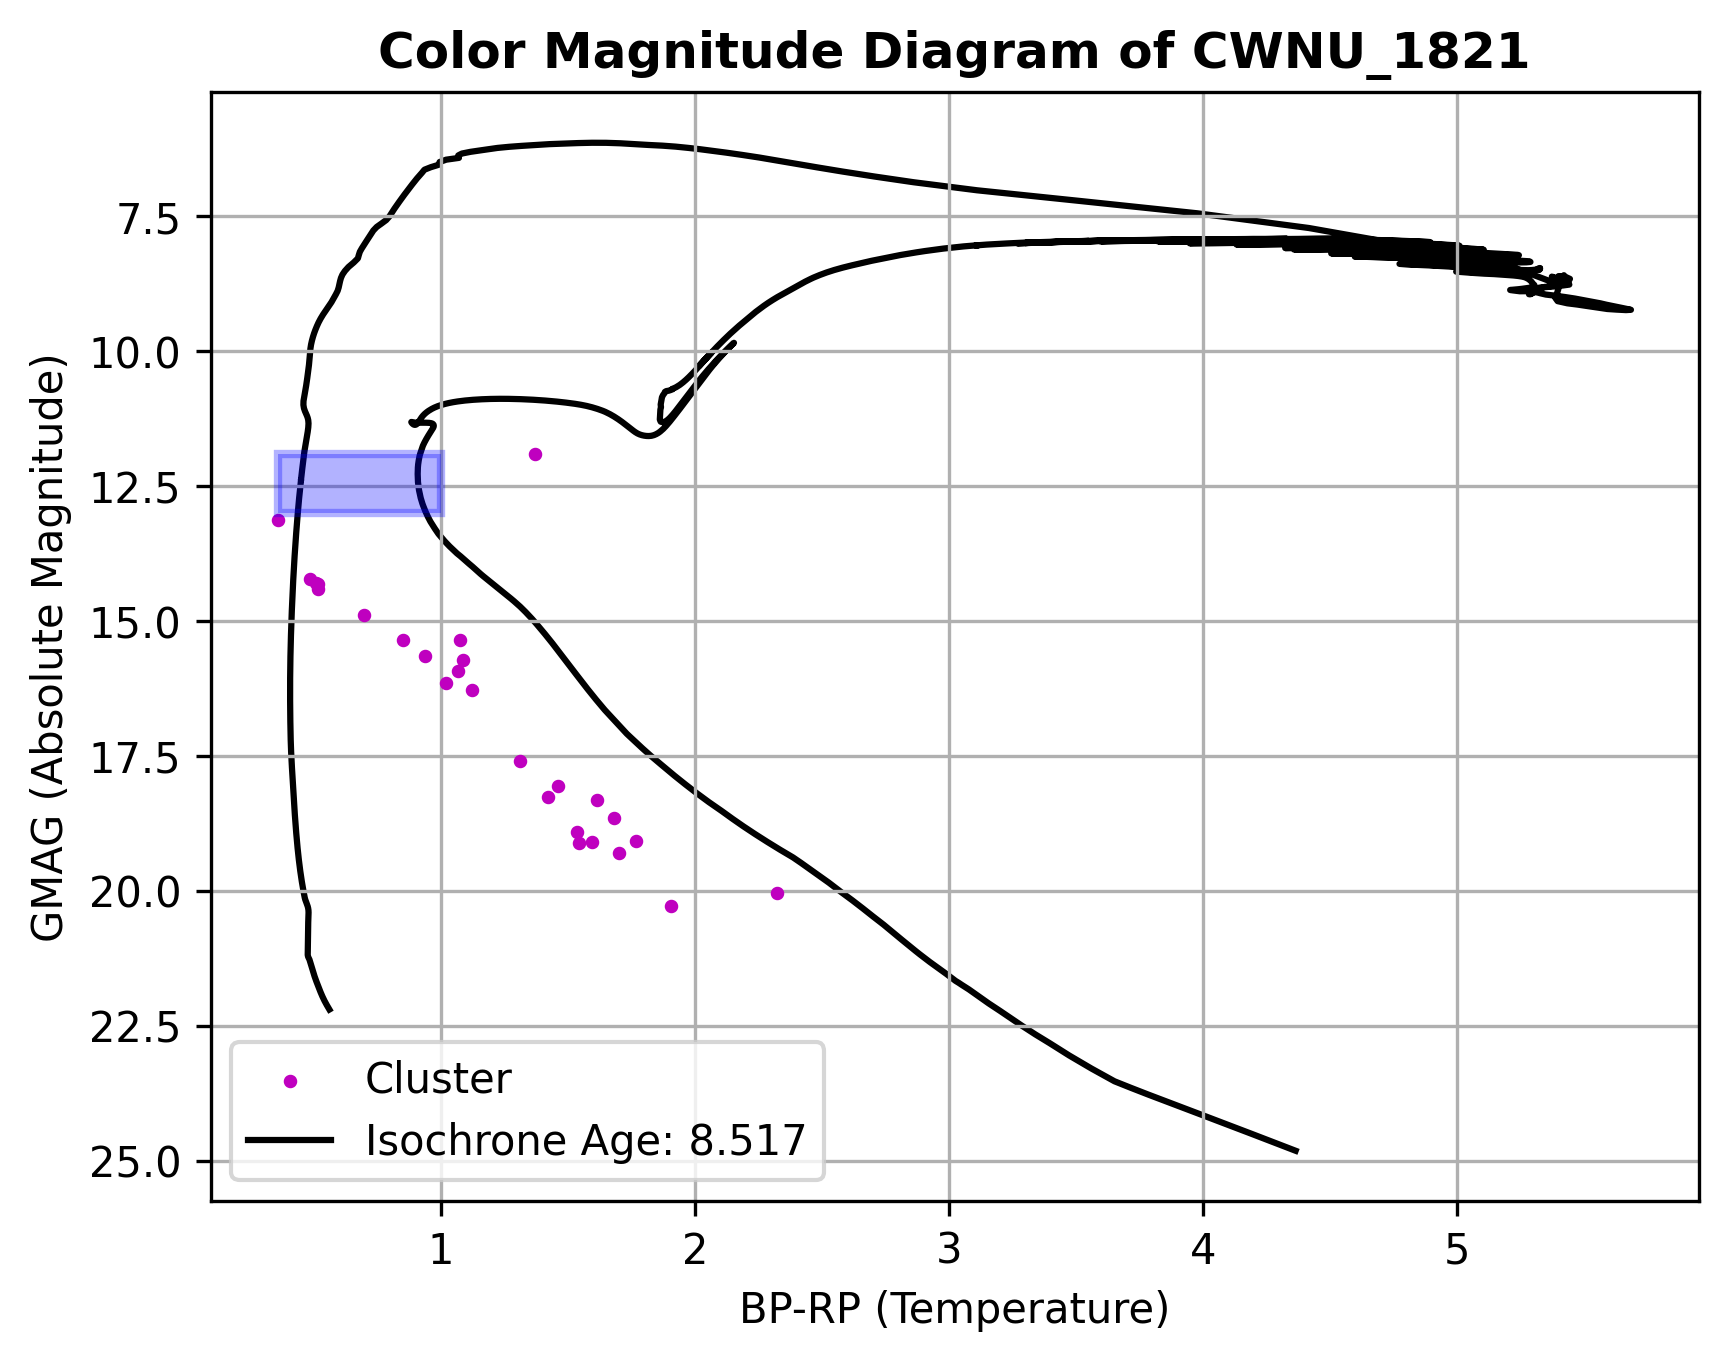 Color Magnitude Diagram of CWNU_1821
GMAG (Absolute Magnitude)
7.5
10.0
12.5
15.0
17.5
20.0
22.5
25.0
Cluster
Isochrone Age: 8.517
1 2 3 4 5
BP-RP (Temperature)